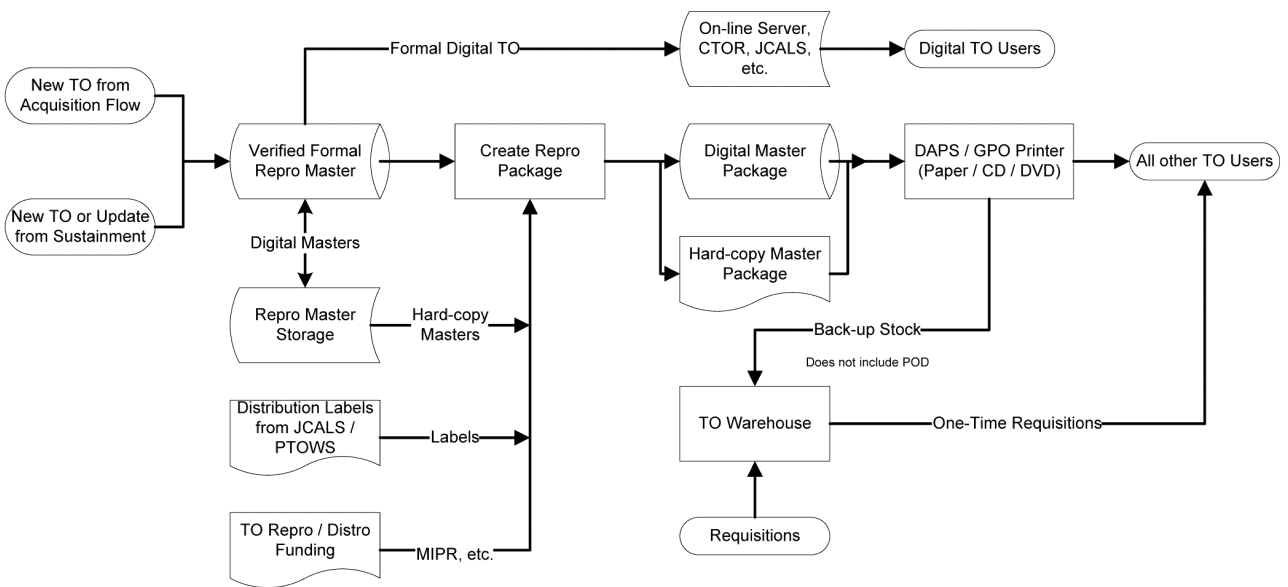 Formal Digital TO
On-line Server,
CTOR, JCALS,
etc.
Digital TO Users
New TO from
Acquisition Flow
Verified Formal
Repro Master
Create Repro
Package
Digital Master
Package
DAPS / GPO Printer
(Paper / CD / DVD)
All other TO Users
New TO or Update
from Sustainment
Digital Masters
Hard-copy Master
Package
Repro Master
Storage
Hard-copy
Masters
Back-up Stock
Does not include POD
Distribution Labels
from JCALS /
PTOWS
Labels
TO Warehouse
One-Time Requisitions
TO Repro / Distro
Funding
MIPR, etc.
Requisitions